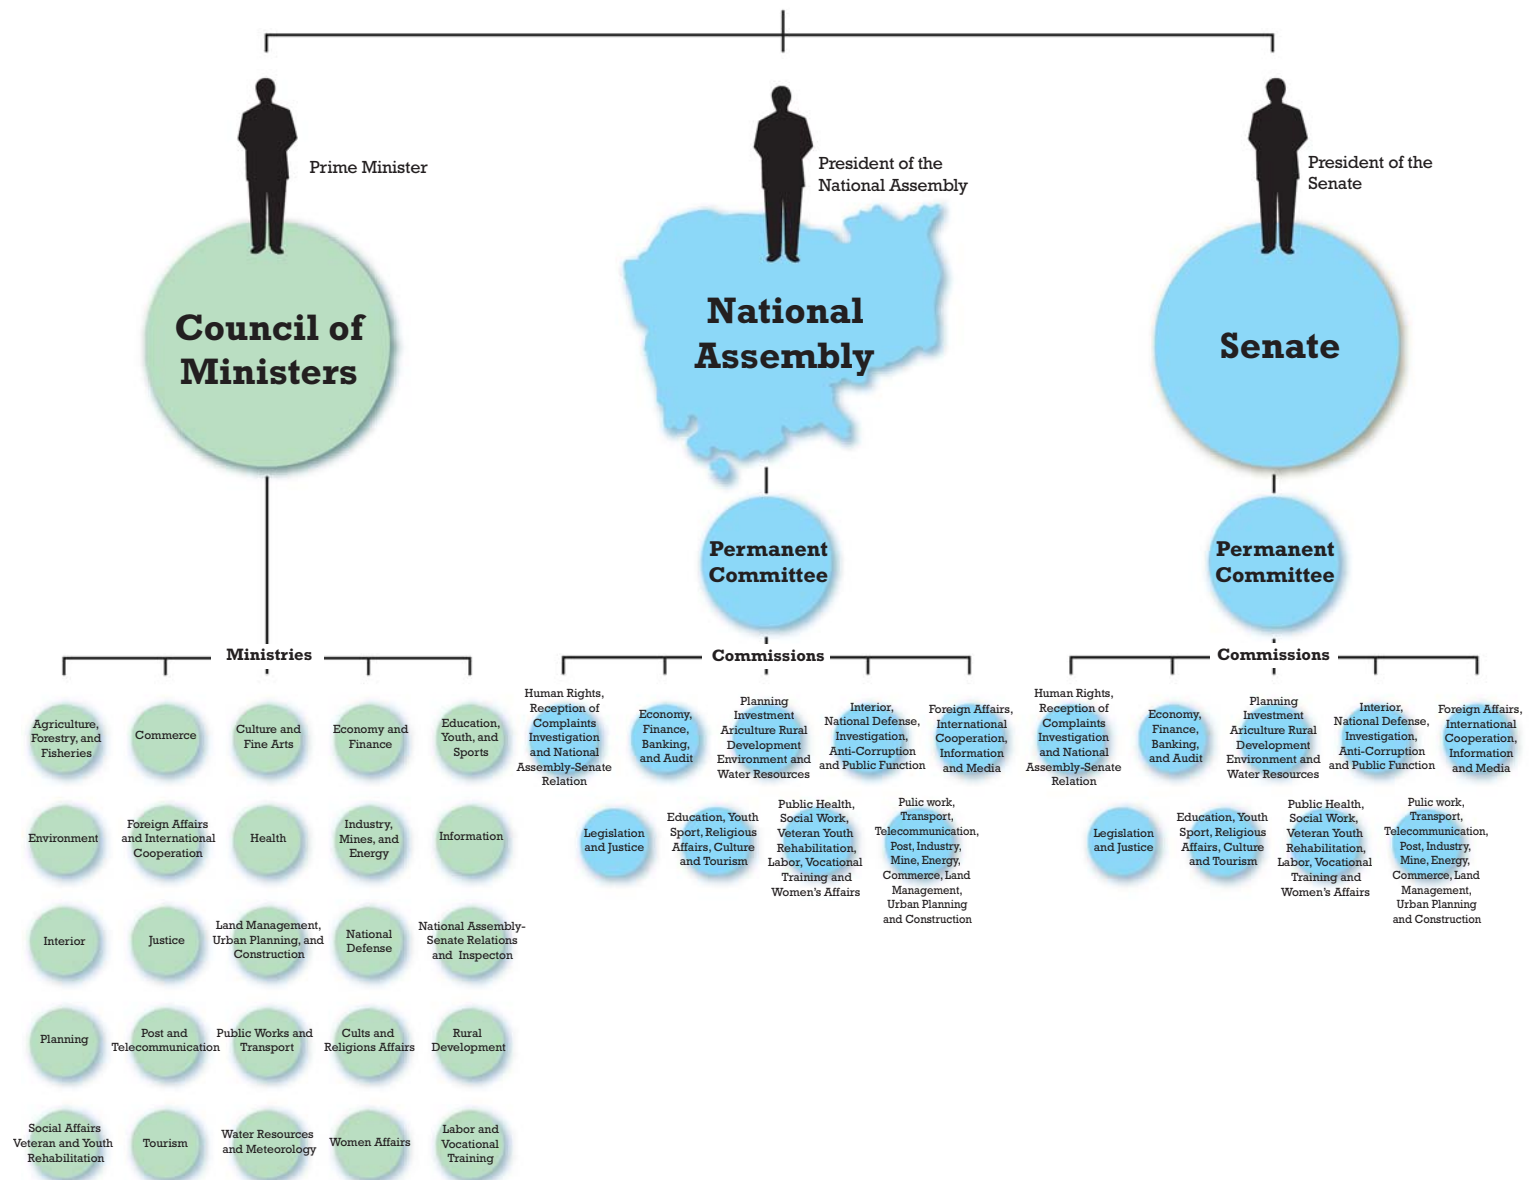 Prime Minister
President of the
National Assembly
President of the
Senate
Council of
Ministers
National
Assembly
Senate
Permanent
Committee
Permanent
Committee
Ministries
Agriculture,
Forestry, and
Fisheries
Commerce
Culture and
Fine Arts
Economy and
Finance
Education,
Youth, and
Sports
Environment
Foreign Affairs
and International
Cooperation
Health
Industry,
Mines, and
Energy
Information
Interior
Justice
Land Management,
Urban Planning, and
Construction
National
Defense
National Assembly-
Senate Relations
and Inspecton
Planning
Post and
Telecommunication
Public Works and
Transport
Cults and
Religions Affairs
Rural
Development
Social Affairs
Veteran and Youth
Rehabilitation
Tourism
Water Resources
and Meteorology
Women Affairs
Labor and
Vocational
Training
Commissions
Human Rights,
Reception of
Complaints
Investigation
and National
Assembly-Senate
Relation
Economy,
Finance,
Banking,
and Audit
Planning
Investment
Ariculture Rural
Development
Environment and
Water Resources
Interior,
National Defense,
Investigation,
Anti-Corruption
and Public Function
Foreign Affairs,
International
Cooperation,
Information
and Media
Legislation
and Justice
Education, Youth
Sport, Religious
Affairs, Culture
and Tourism
Public Health,
Social Work,
Veteran Youth
Rehabilitation,
Labor, Vocational
Training and
Women's Affairs
Pulic work,
Transport,
Telecommunication,
Post, Industry,
Mine, Energy,
Commerce, Land
Management,
Urban Planning
and Construction
Commissions
Human Rights,
Reception of
Complaints
Investigation
and National
Assembly-Senate
Relation
Economy,
Finance,
Banking,
and Audit
Planning
Investment
Ariculture Rural
Development
Environment and
Water Resources
Interior,
National Defense,
Investigation,
Anti-Corruption
and Public Function
Foreign Affairs,
International
Cooperation,
Information
and Media
Legislation
and Justice
Education, Youth
Sport, Religious
Affairs, Culture
and Tourism
Public Health,
Social Work,
Veteran Youth
Rehabilitation,
Labor, Vocational
Training and
Women's Affairs
Pulic work,
Transport,
Telecommunication,
Post, Industry,
Mine, Energy,
Commerce, Land
Management,
Urban Planning
and Construction